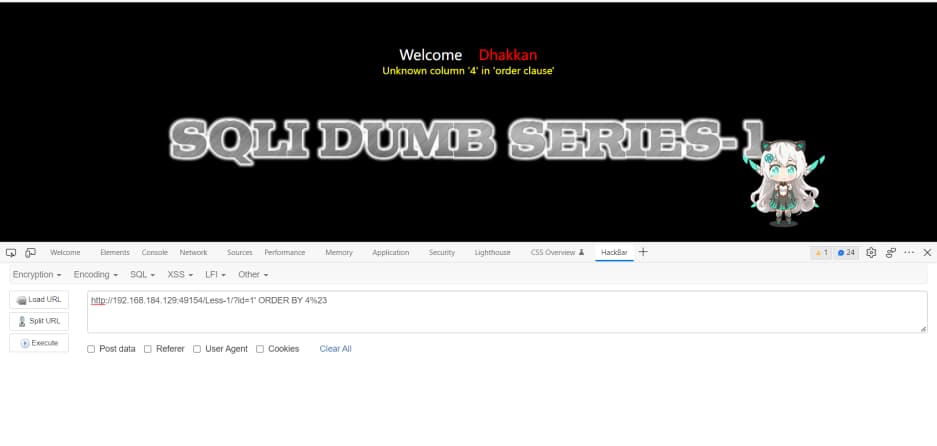 Welcome Dhakkan
Unknown column '4' in 'order clause'
SQLI DUMB SERIES-1
Welcome Elements Console Network Sources Performance Memory Application Security Lighthouse CSS Overview HackBar 1 24
Encryption Encoding SQL XSS LFI Other
Load URL
http://192.168.184.129:49154/Less-1/?id=1' ORDER BY 4%23
Split URL
Execute
Post data Referer User Agent Cookies Clear All